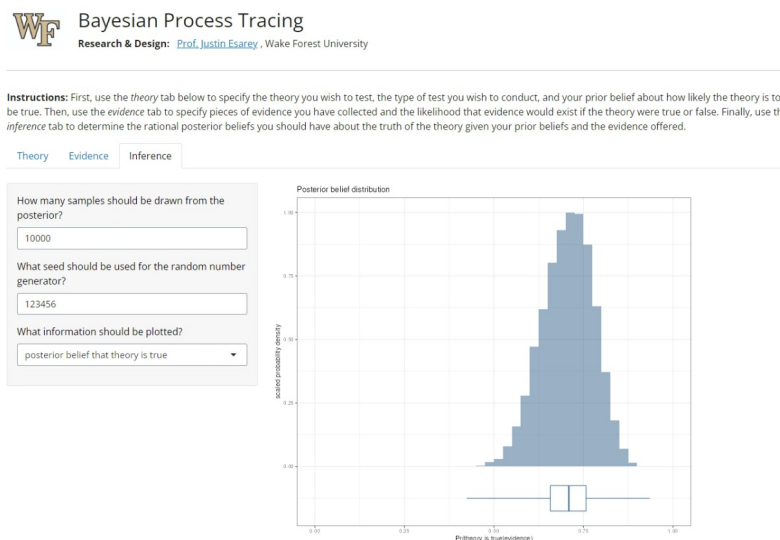 WF
Bayesian Process Tracing
Research & Design: Prof. Justin Esarey , Wake Forest University
Instructions: First, use the theory tab below to specify the theory you wish to test, the type of test you wish to conduct, and your prior belief about how likely the theory is to
be true. Then, use the evidence tab to specify pieces of evidence you have collected and the likelihood that evidence would exist if the theory were true or false. Finally, use th
inference tab to determine the rational posterior beliefs you should have about the truth of the theory given your prior beliefs and the evidence offered.
Theory Evidence Inference
How many samples should be drawn from the
posterior?
10000
What seed should be used for the random number
generator?
123456
What information should be plotted?
posterior belief that theory is true
Posterior belief distribution
1.00
0.75
0.50
0.25
0.00
scaled probability density
0.00 0.25 0.50 0.75 1.00
Pr(theory is true|evidence)